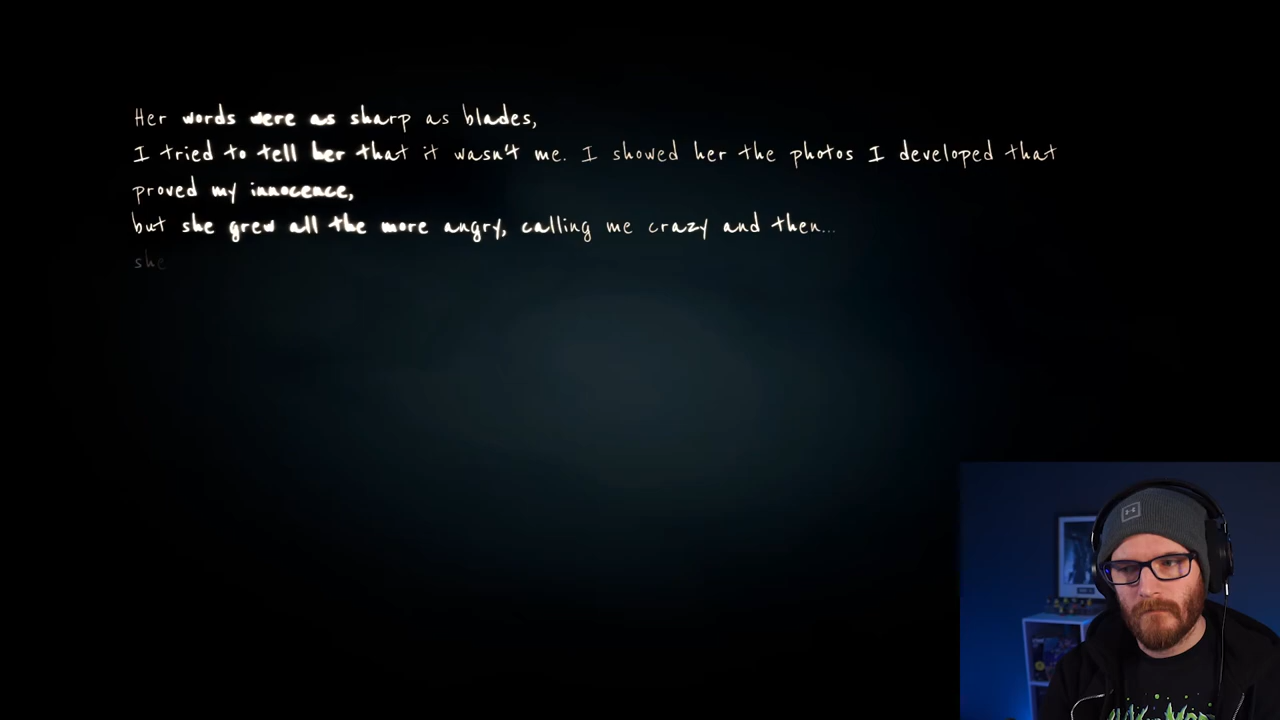 Her words were as sharp as blades,
I tried to tell her that it wasn't me. I showed her the photos I developed that
proved my innocence,
but she grew all the more angry, calling me crazy and then...
she